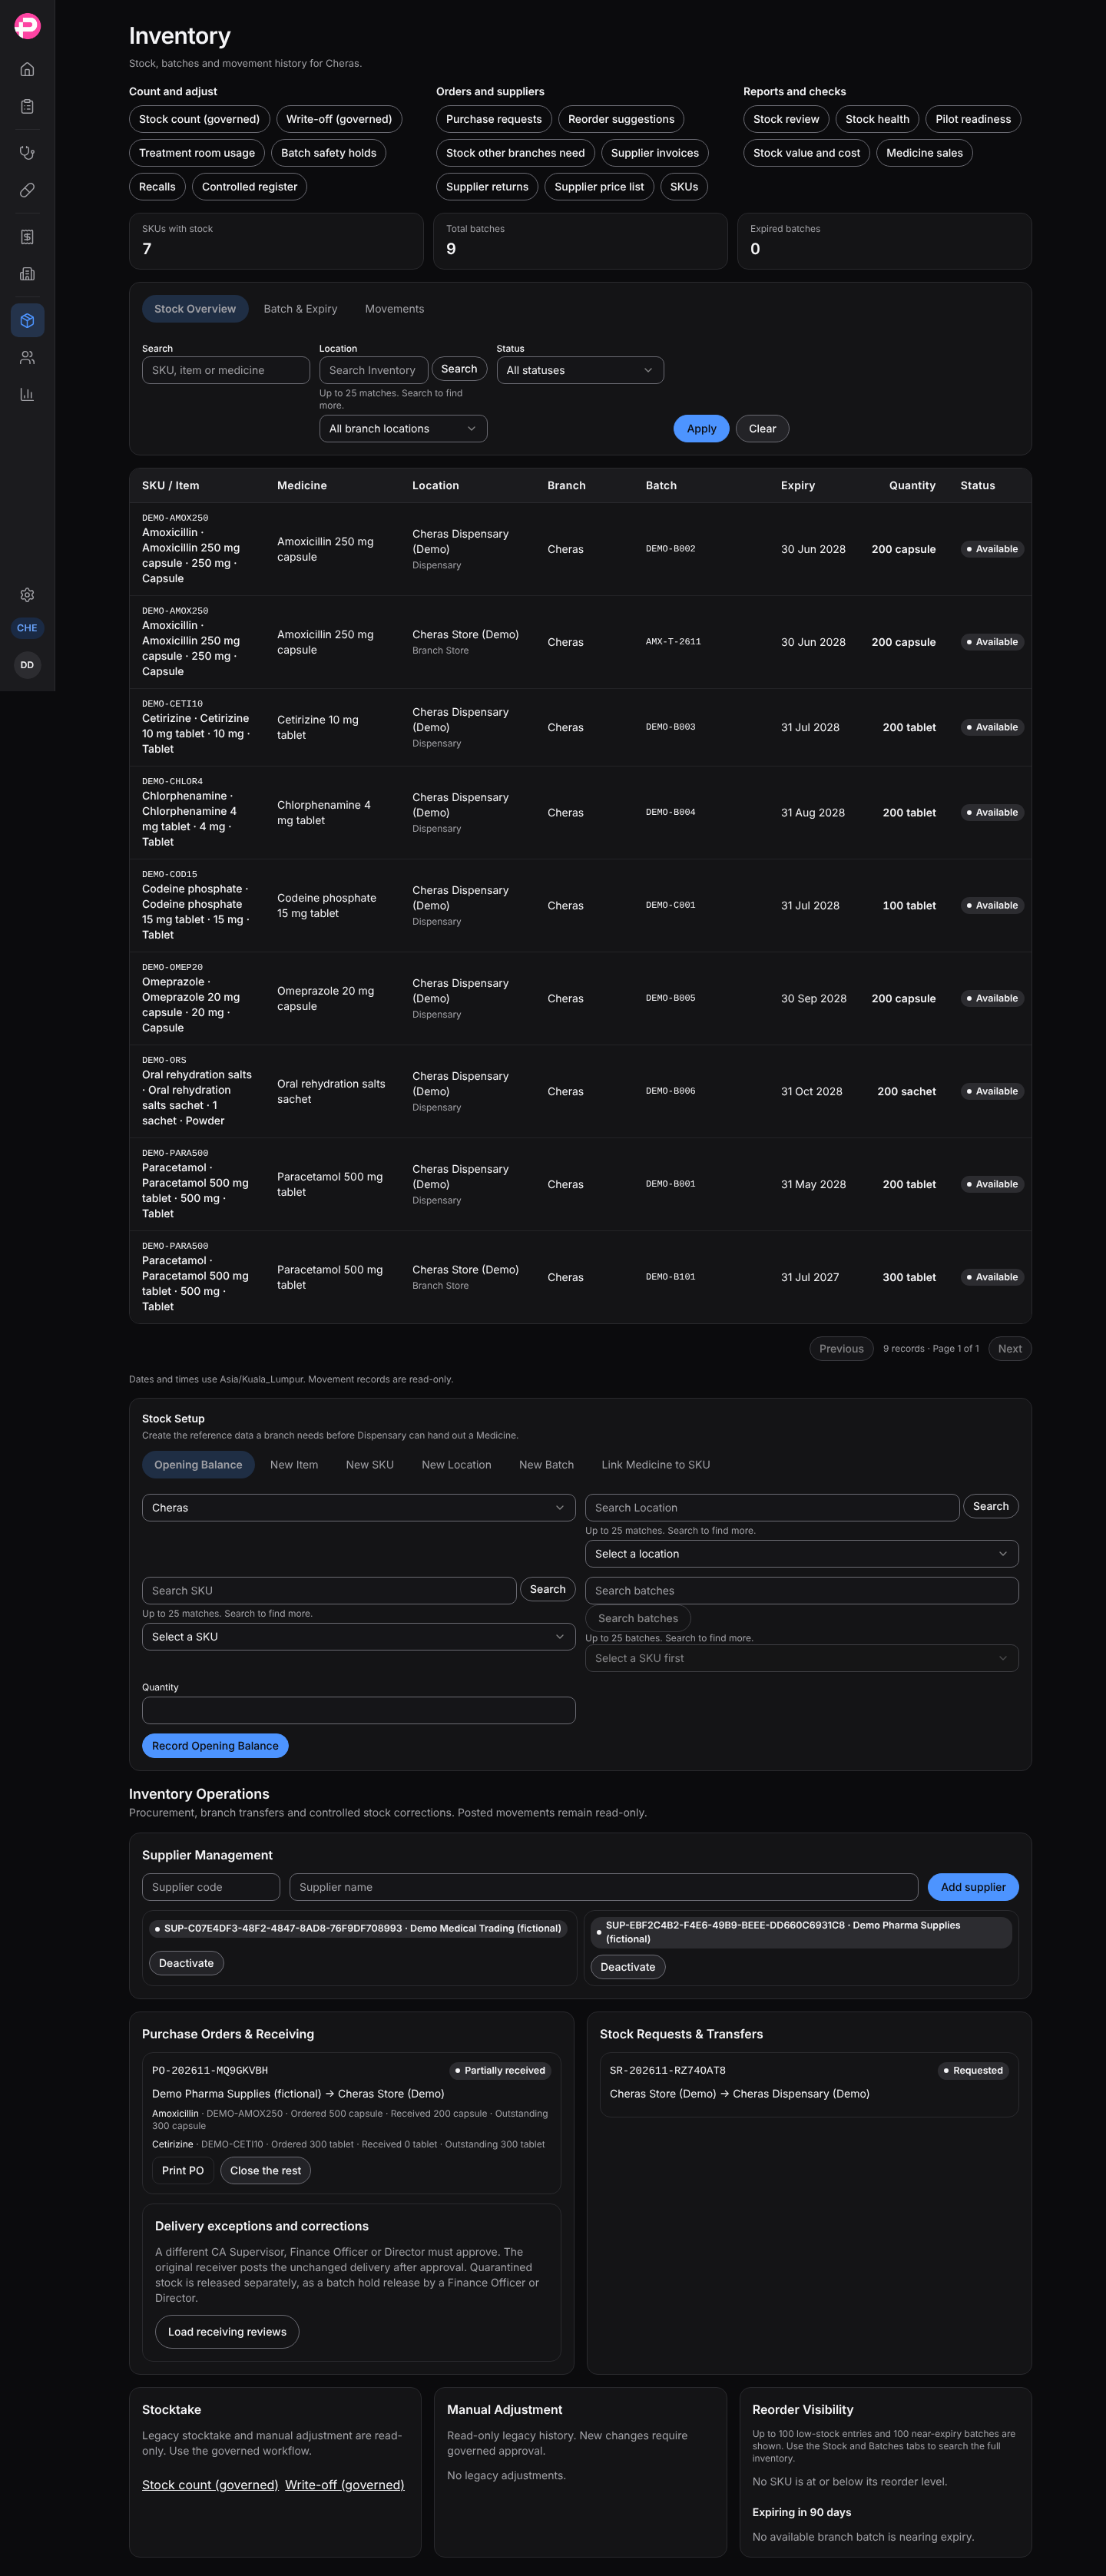 Inventory
Stock, batches and movement history for Cheras.
Count and adjust
Stock count (governed)
Write-off (governed)
Treatment room usage
Batch safety holds
Recalls
Controlled register
Orders and suppliers
Purchase requests
Reorder suggestions
Stock other branches need
Supplier invoices
Supplier returns
Supplier price list
SKUs
Reports and checks
Stock review
Stock health
Pilot readiness
Stock value and cost
Medicine sales
SKUs with stock
7
Total batches
9
Expired batches
0
CHE
DD
Stock Overview
Batch & Expiry
Movements
Search
SKU, item or medicine
Location
Search Inventory
Search
Up to 25 matches. Search to find
more.
All branch locations
Status
All statuses
Apply
Clear
SKU / Item Medicine Location Branch Batch Expiry Quantity Status
DEMO-AMOX250
Amoxicillin ·
Amoxicillin 250 mg
capsule · 250 mg ·
Capsule
Amoxicillin 250 mg
capsule
Cheras Dispensary
(Demo)
Dispensary
Cheras
DEMO-B002
30 Jun 2028
200 capsule
Available
DEMO-AMOX250
Amoxicillin ·
Amoxicillin 250 mg
capsule · 250 mg ·
Capsule
Amoxicillin 250 mg
capsule
Cheras Store (Demo)
Branch Store
Cheras
AMX-T-2611
30 Jun 2028
200 capsule
Available
DEMO-CETI10
Cetirizine · Cetirizine
10 mg tablet · 10 mg ·
Tablet
Cetirizine 10 mg
tablet
Cheras Dispensary
(Demo)
Dispensary
Cheras
DEMO-B003
31 Jul 2028
200 tablet
Available
DEMO-CHLOR4
Chlorphenamine ·
Chlorphenamine 4
mg tablet · 4 mg ·
Tablet
Chlorphenamine 4
mg tablet
Cheras Dispensary
(Demo)
Dispensary
Cheras
DEMO-B004
31 Aug 2028
200 tablet
Available
DEMO-COD15
Codeine phosphate ·
Codeine phosphate
15 mg tablet · 15 mg ·
Tablet
Codeine phosphate
15 mg tablet
Cheras Dispensary
(Demo)
Dispensary
Cheras
DEMO-C001
31 Jul 2028
100 tablet
Available
DEMO-OMEP20
Omeprazole ·
Omeprazole 20 mg
capsule · 20 mg ·
Capsule
Omeprazole 20 mg
capsule
Cheras Dispensary
(Demo)
Dispensary
Cheras
DEMO-B005
30 Sep 2028
200 capsule
Available
DEMO-ORS
Oral rehydration salts
· Oral rehydration
salts sachet · 1
sachet · Powder
Oral rehydration salts
sachet
Cheras Dispensary
(Demo)
Dispensary
Cheras
DEMO-B006
31 Oct 2028
200 sachet
Available
DEMO-PARA500
Paracetamol ·
Paracetamol 500 mg
tablet · 500 mg ·
Tablet
Paracetamol 500 mg
tablet
Cheras Dispensary
(Demo)
Dispensary
Cheras
DEMO-B001
31 May 2028
200 tablet
Available
DEMO-PARA500
Paracetamol ·
Paracetamol 500 mg
tablet · 500 mg ·
Tablet
Paracetamol 500 mg
tablet
Cheras Store (Demo)
Branch Store
Cheras
DEMO-B101
31 Jul 2027
300 tablet
Available
Previous
9 records · Page 1 of 1
Next
Dates and times use Asia/Kuala_Lumpur. Movement records are read-only.
Stock Setup
Create the reference data a branch needs before Dispensary can hand out a Medicine.
Opening Balance
New Item
New SKU
New Location
New Batch
Link Medicine to SKU
Cheras
Search Location
Search
Up to 25 matches. Search to find more.
Select a location
Search SKU
Search
Up to 25 matches. Search to find more.
Select a SKU
Search batches
Search batches
Up to 25 batches. Search to find more.
Select a SKU first
Quantity
Record Opening Balance
Inventory Operations
Procurement, branch transfers and controlled stock corrections. Posted movements remain read-only.
Supplier Management
Supplier code
Supplier name
Add supplier
SUP-C07E4DF3-48F2-4847-8AD8-76F9DF708993 · Demo Medical Trading (fictional)
Deactivate
SUP-EBF2C4B2-F4E6-49B9-BEEE-DD660C6931C8 · Demo Pharma Supplies
(fictional)
Deactivate
Purchase Orders & Receiving
PO-202611-MQ9GKVBH
Partially received
Demo Pharma Supplies (fictional) → Cheras Store (Demo)
Amoxicillin · DEMO-AMOX250 · Ordered 500 capsule · Received 200 capsule · Outstanding
300 capsule
Cetirizine · DEMO-CETI10 · Ordered 300 tablet · Received 0 tablet · Outstanding 300 tablet
Print PO
Close the rest
Delivery exceptions and corrections
A different CA Supervisor, Finance Officer or Director must approve. The
original receiver posts the unchanged delivery after approval. Quarantined
stock is released separately, as a batch hold release by a Finance Officer or
Director.
Load receiving reviews
Stock Requests & Transfers
SR-202611-RZ74OAT8
Requested
Cheras Store (Demo) → Cheras Dispensary (Demo)
Stocktake
Legacy stocktake and manual adjustment are read-
only. Use the governed workflow.
Stock count (governed) Write-off (governed)
Manual Adjustment
Read-only legacy history. New changes require
governed approval.
No legacy adjustments.
Reorder Visibility
Up to 100 low-stock entries and 100 near-expiry batches are
shown. Use the Stock and Batches tabs to search the full
inventory.
No SKU is at or below its reorder level.
Expiring in 90 days
No available branch batch is nearing expiry.